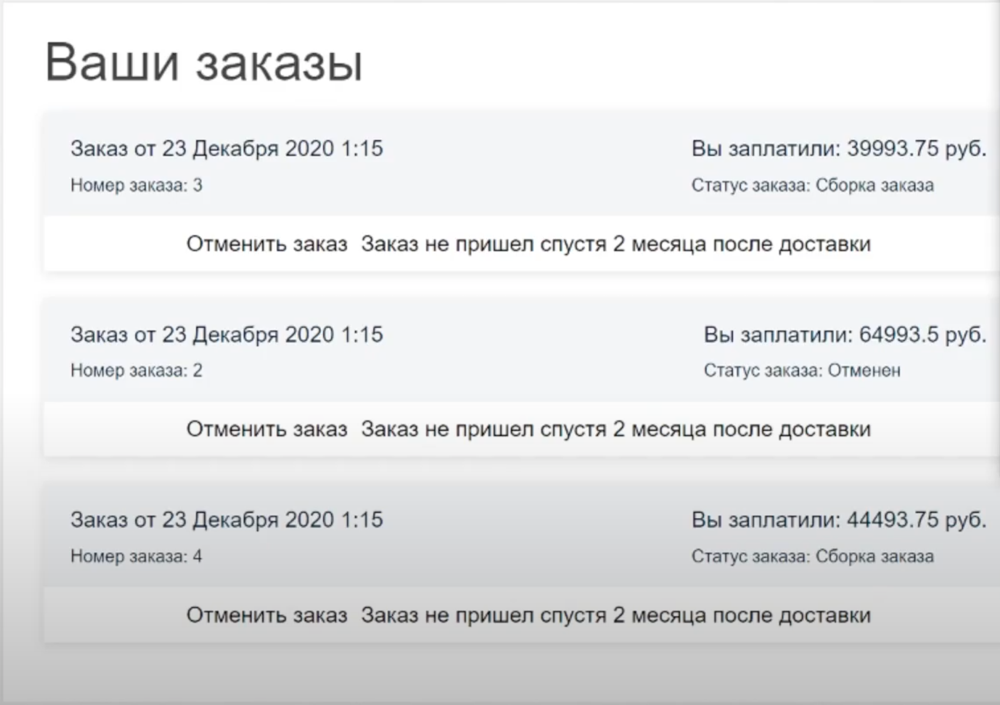 Ваши заказы
Заказ от 23 Декабря 2020 1:15
Вы заплатили: 39993.75 руб.
Номер заказа: 3
Статус заказа: Сборка заказа
Отменить заказ Заказ не пришел спустя 2 месяца после доставки
Заказ от 23 Декабря 2020 1:15
Вы заплатили: 64993.5 руб.
Номер заказа: 2
Статус заказа: Отменен
Отменить заказ Заказ не пришел спустя 2 месяца после доставки
Заказ от 23 Декабря 2020 1:15
Вы заплатили: 44493.75 руб.
Номер заказа: 4
Статус заказа: Сборка заказа
Отменить заказ Заказ не пришел спустя 2 месяца после доставки